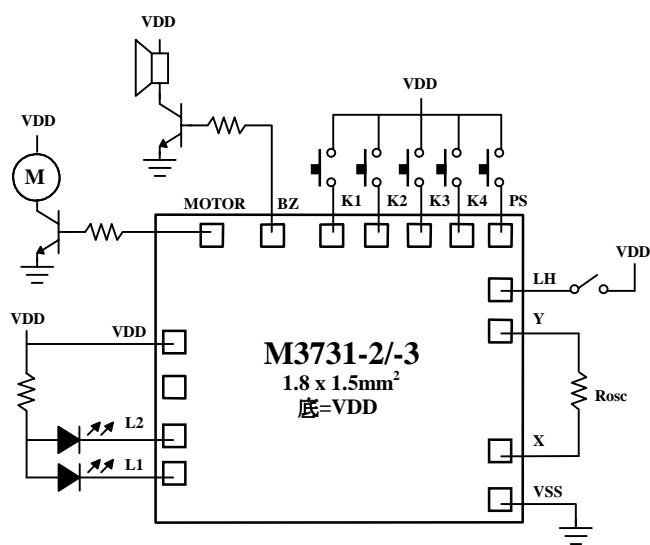 VDD
VDD
VDD
M
MOTOR
BZ
K1
K2
K3
K4
PS
LH
VDD
VDD
VDD
Y
M3731-2/-3
1.8 x 1.5mm²
底=VDD
Rosc
L2
X
L1
VSS